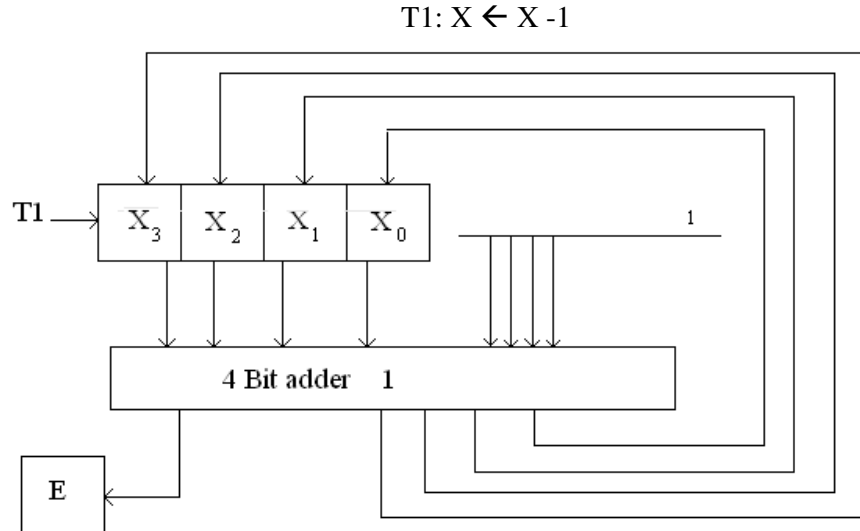 T1: X ← X -1
1
T1 X₃ X₂ X₁ X₀
4 Bit adder 1
E